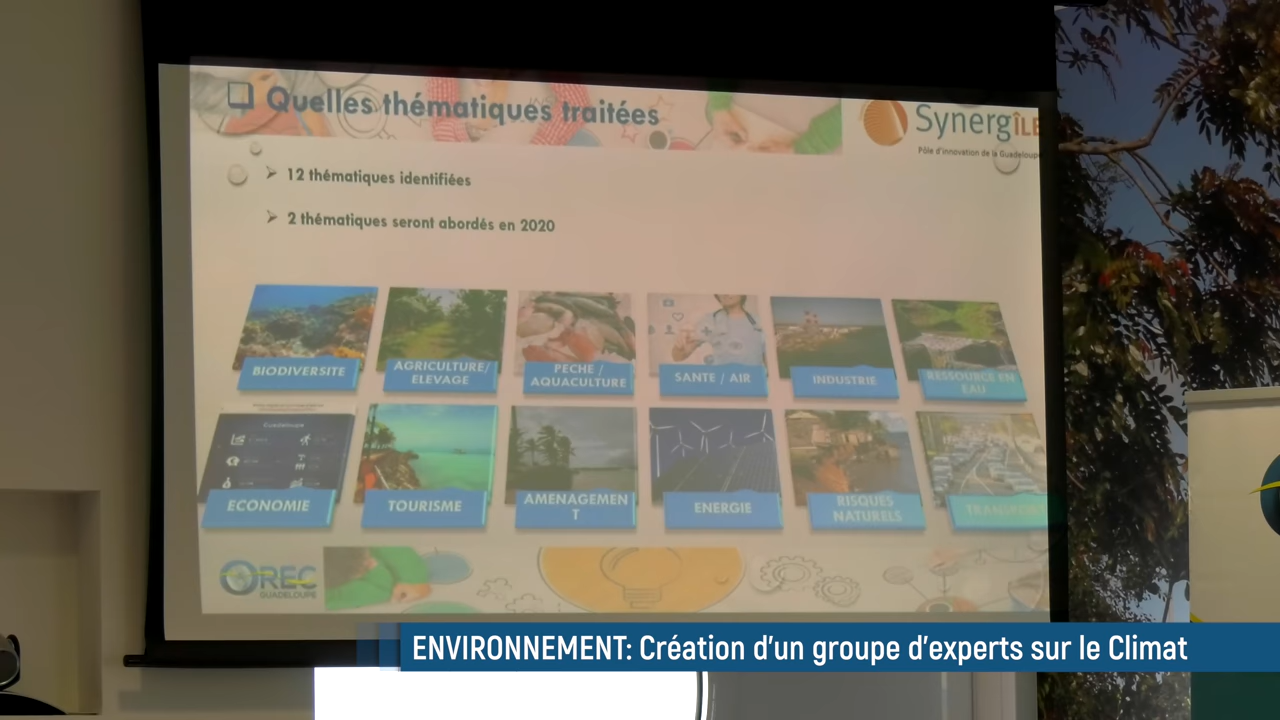 Quelles thématiques traitées
SynergÎLE
Pôle d'innovation de la Guadeloupe
12 thématiques identifiées
2 thématiques seront abordés en 2020
BIODIVERSITE
AGRICULTURE/
ELEVAGE
PECHE /
AQUACULTURE
SANTE / AIR
INDUSTRIE
RESSOURCE EN
EAU
Guadeloupe
ECONOMIE
TOURISME
AMENAGEMEN
T
ENERGIE
RISQUES
NATURELS
TRANSPORT
OREC
GUADELOUPE
ENVIRONNEMENT: Création d'un groupe d'experts sur le Climat